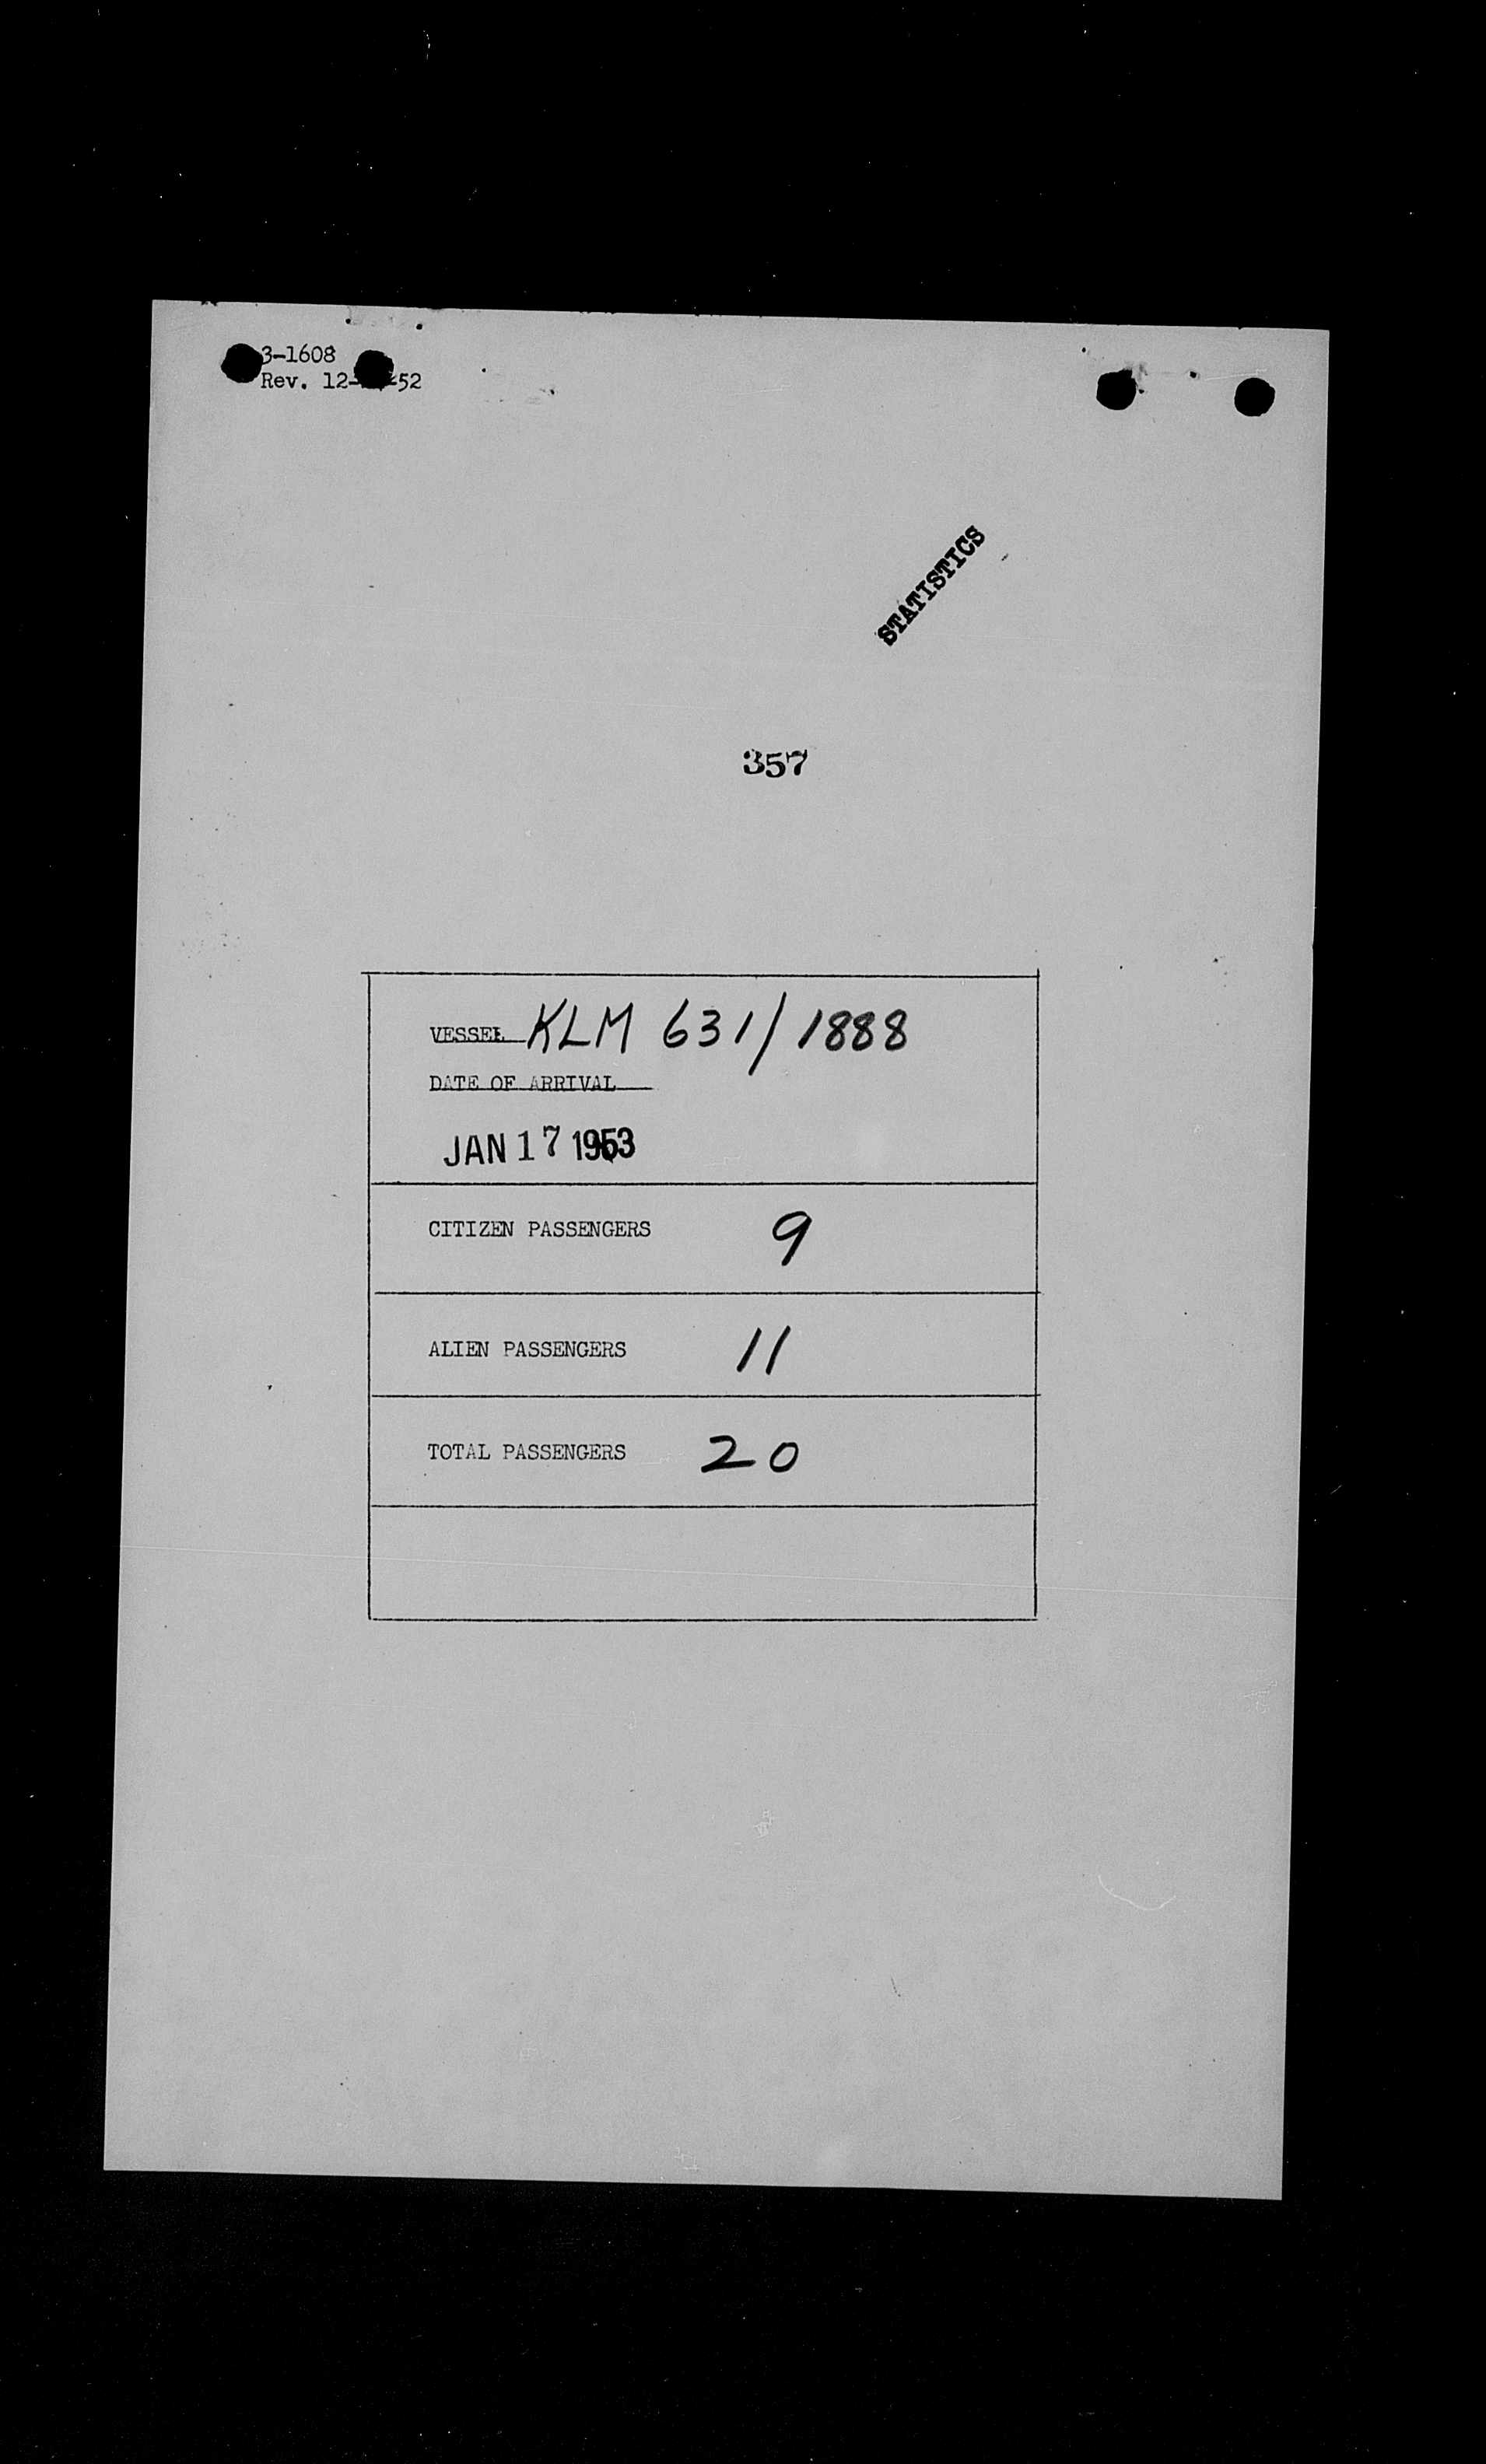 3-1608
Rev. 12- -52
STATISTICS
357
VESSEL KLM 631/1888
DATE OF ARRIVAL
JAN 17 1953
CITIZEN PASSENGERS 9
ALIEN PASSENGERS 11
TOTAL PASSENGERS 20